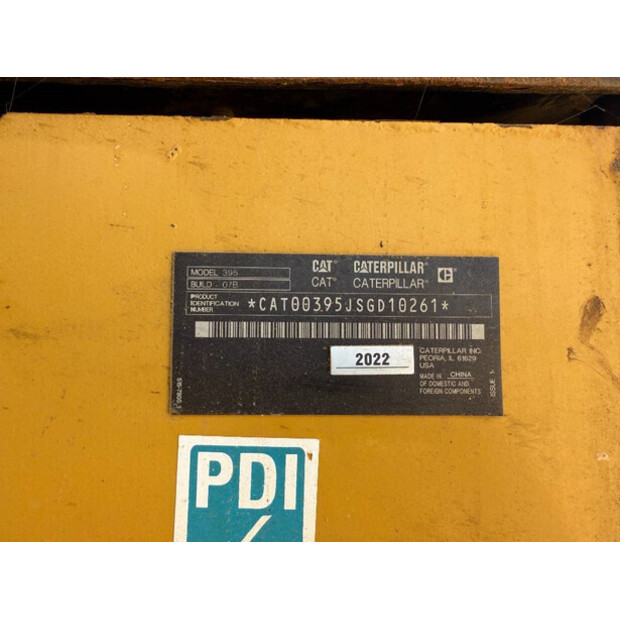 CAT CATERPILLAR C
CAT CATERPILLAR
MODEL 395
BUILD - 07B
PRODUCT
IDENTIFICATION
NUMBER
*CAT00395JSGD10261*
2022
CATERPILLAR INC.
PEORIA, IL 61629
USA
MADE IN CHINA
OF DOMESTIC AND
FOREIGN COMPONENTS
PDI